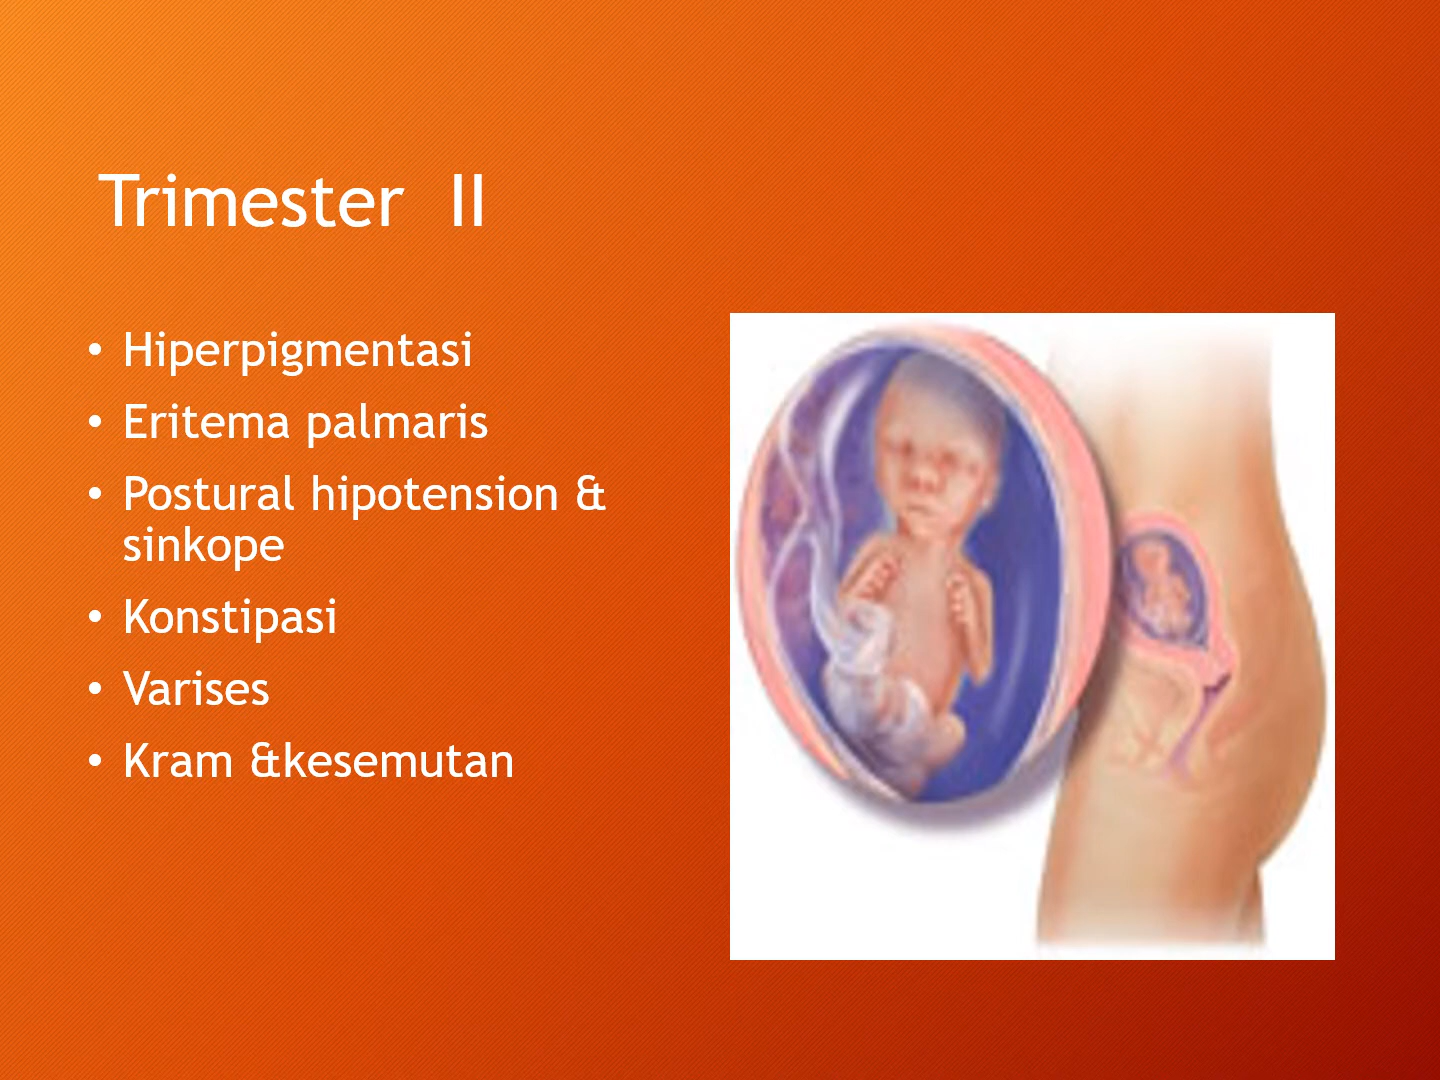 Trimester  II
• Hiperpigmentasi
• Eritema palmaris
• Postural hipotension &
sinkope
• Konstipasi
• Varises
• Kram &kesemutan